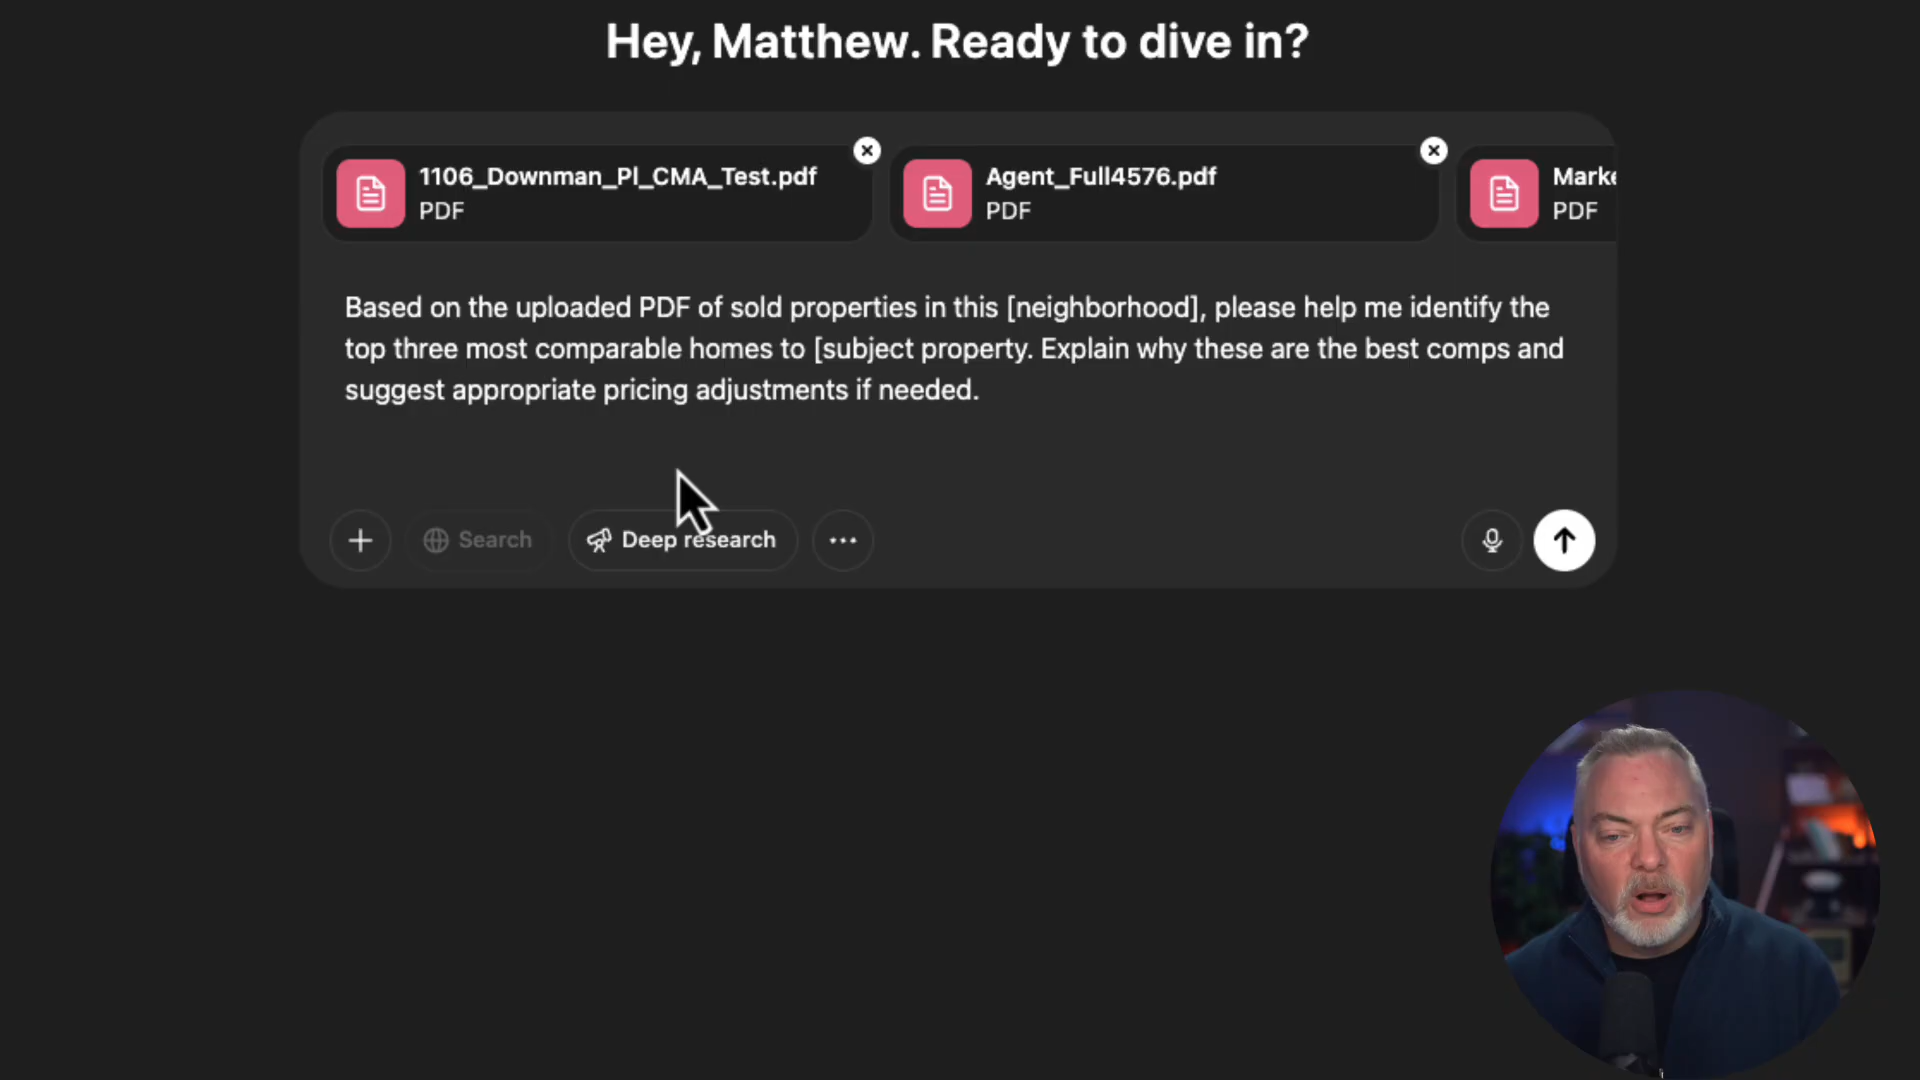 Hey, Matthew. Ready to dive in?
1106_Downman_Pl_CMA_Test.pdf
PDF
Agent_Full4576.pdf
PDF
Marke
PDF
Based on the uploaded PDF of sold properties in this [neighborhood], please help me identify the
top three most comparable homes to [subject property. Explain why these are the best comps and
suggest appropriate pricing adjustments if needed.
Search
Deep research